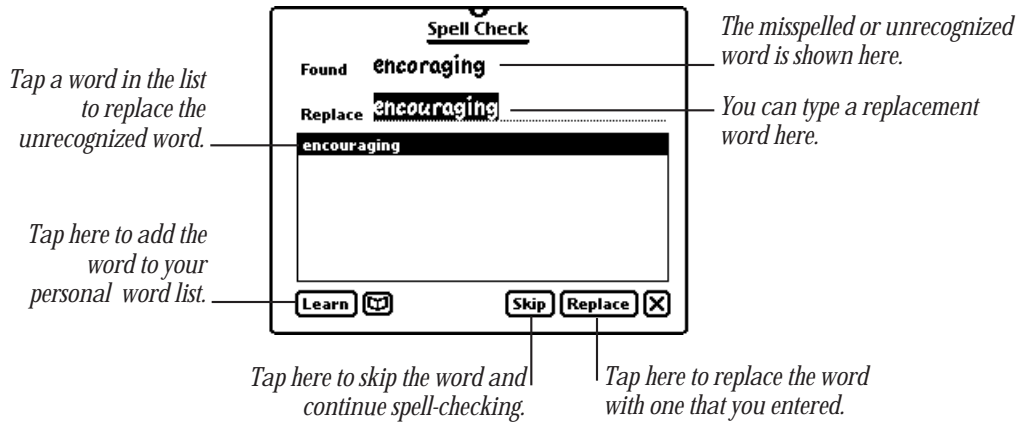 Spell Check
Found encoraging
Replace encouraging
encouraging
Learn
Skip Replace
The misspelled or unrecognized
word is shown here.
You can type a replacement
word here.
Tap a word in the list
to replace the
unrecognized word.
Tap here to add the
word to your
personal word list.
Tap here to skip the word and
continue spell-checking.
Tap here to replace the word
with one that you entered.